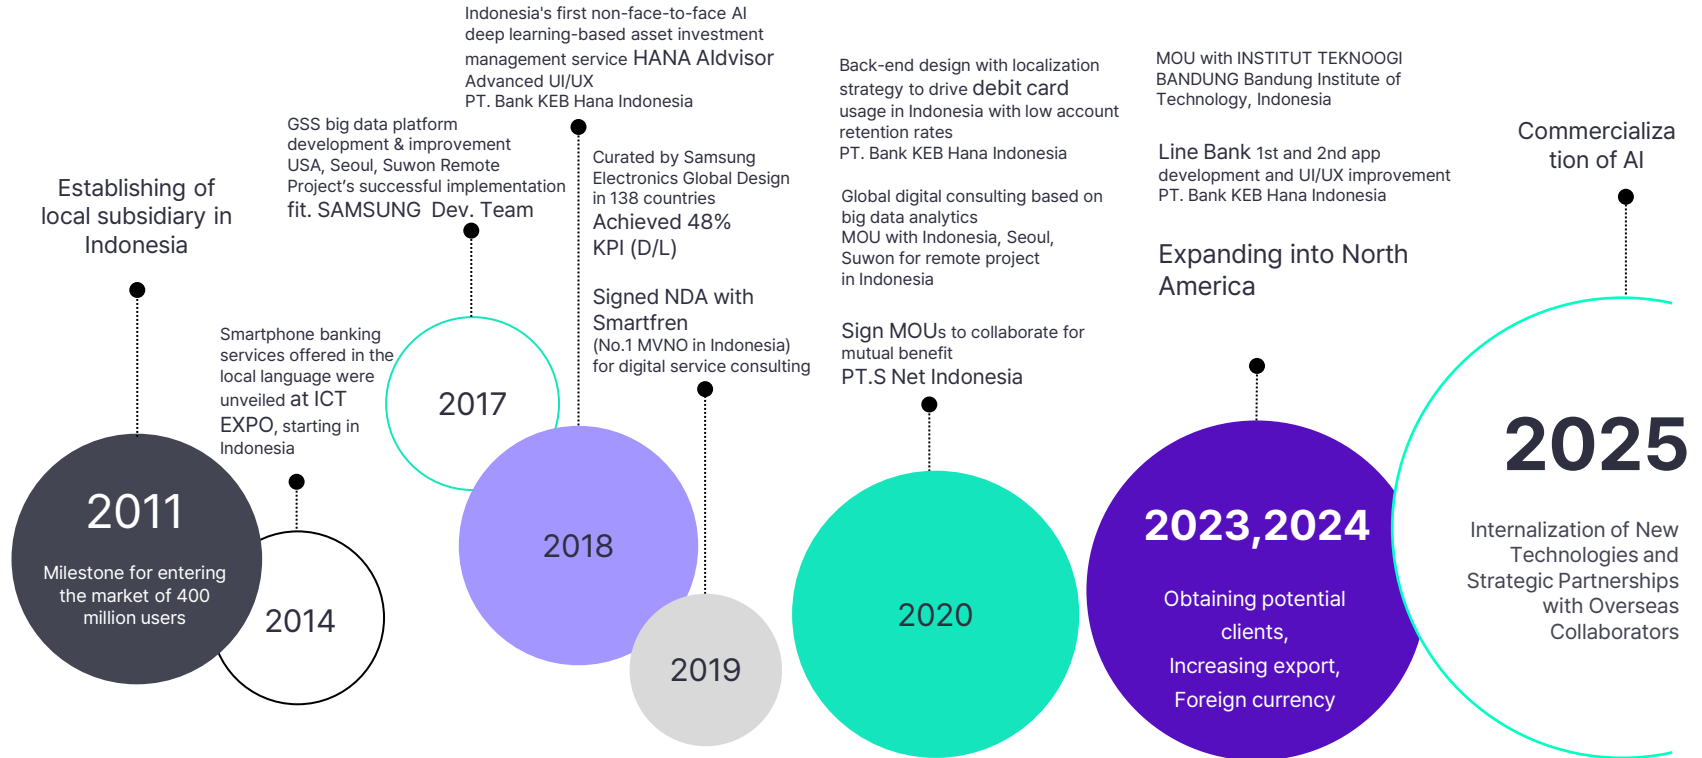 Establishing of
local subsidiary in
Indonesia
2011
Milestone for entering
the market of 400
million users
Smartphone banking
services offered in the
local language were
unveiled at ICT
EXPO, starting in
Indonesia
2014
GSS big data platform
development & improvement
USA, Seoul, Suwon Remote
Project’s successful implementation
fit. SAMSUNG Dev. Team
2017
Indonesia's first non-face-to-face AI
deep learning-based asset investment
management service HANA AIdvisor
Advanced UI/UX
PT. Bank KEB Hana Indonesia
2018
Curated by Samsung
Electronics Global Design
in 138 countries
Achieved 48%
KPI (D/L)
Signed NDA with
Smartfren
(No.1 MVNO in Indonesia)
for digital service consulting
2019
Back-end design with localization
strategy to drive debit card
usage in Indonesia with low account
retention rates
PT. Bank KEB Hana Indonesia
Global digital consulting based on
big data analytics
MOU with Indonesia, Seoul,
Suwon for remote project
in Indonesia
Sign MOUs to collaborate for
mutual benefit
PT.S Net Indonesia
2020
MOU with INSTITUT TEKNOOGI
BANDUNG Bandung Institute of
Technology, Indonesia
Line Bank 1st and 2nd app
development and UI/UX improvement
PT. Bank KEB Hana Indonesia
Expanding into North
America
2023,2024
Obtaining potential
clients,
Increasing export,
Foreign currency
Commercializa
tion of AI
2025
Internalization of New
Technologies and
Strategic Partnerships
with Overseas
Collaborators